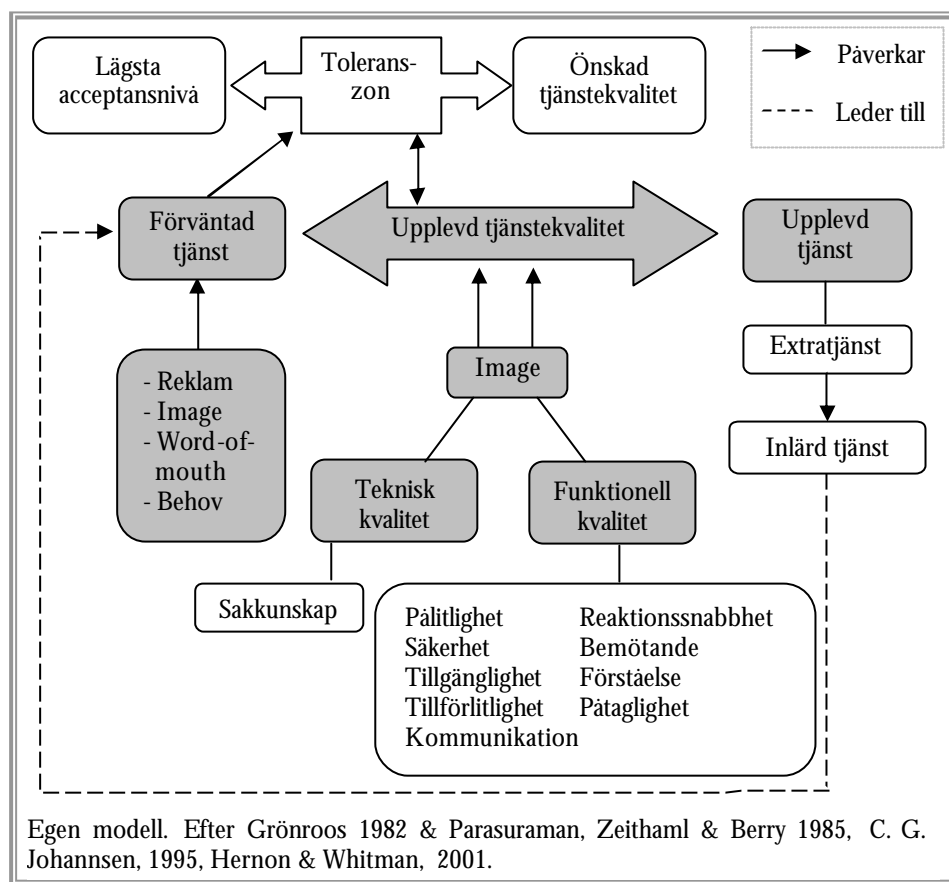 Lägsta
acceptansnivå
Tolerans-
zon
Önskad
tjänstekvalitet
Påverkar
Leder till
Förväntad
tjänst
Upplevd tjänstekvalitet
Upplevd
tjänst
- Reklam
- Image
- Word-of-
mouth
- Behov
Image
Extratjänst
Inlärd tjänst
Teknisk
kvalitet
Funktionell
kvalitet
Sakkunskap
Pålitlighet Reaktionssnabbhet
Säkerhet Bemötande
Tillgänglighet Förståelse
Tillförlitlighet Påtaglighet
Kommunikation
Egen modell. Efter Grönroos 1982 & Parasuraman, Zeithaml & Berry 1985, C. G.
Johannsen, 1995, Hernon & Whitman, 2001.